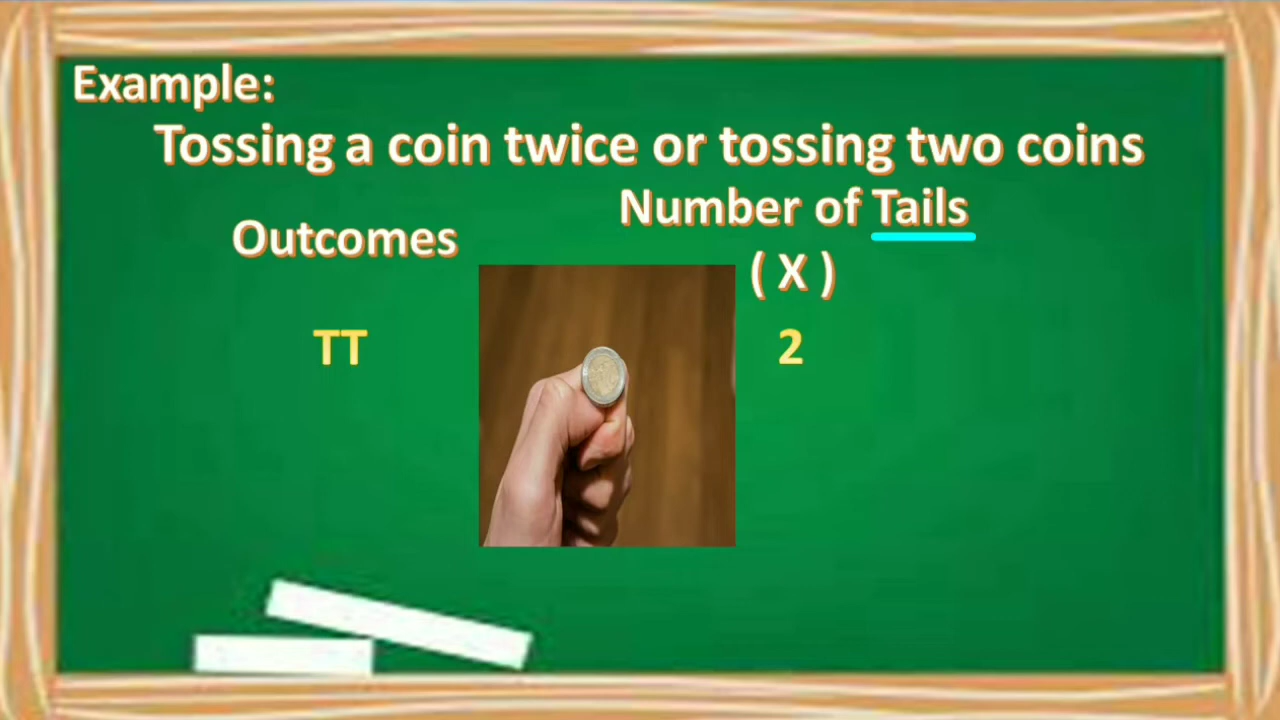 Example:
Tossing a coin twice or tossing two coins
Outcomes
Number of Tails
( X )
TT
2